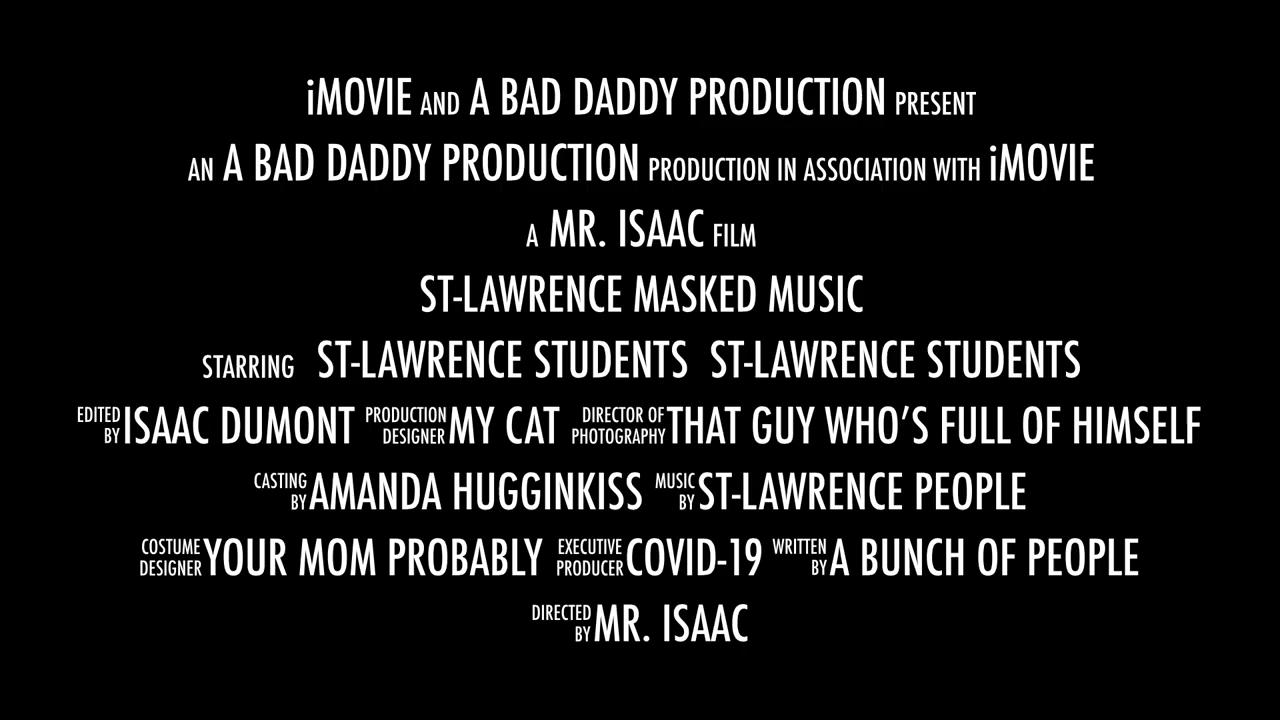 iMOVIE AND A BAD DADDY PRODUCTION PRESENT
AN A BAD DADDY PRODUCTION PRODUCTION IN ASSOCIATION WITH iMOVIE
A MR. ISAAC FILM
ST-LAWRENCE MASKED MUSIC
STARRING ST-LAWRENCE STUDENTS ST-LAWRENCE STUDENTS
EDITED BY ISAAC DUMONT PRODUCTION DESIGNER MY CAT DIRECTOR OF PHOTOGRAPHY THAT GUY WHO’S FULL OF HIMSELF
CASTING BY AMANDA HUGGINKISS MUSIC BY ST-LAWRENCE PEOPLE
COSTUME DESIGNER YOUR MOM PROBABLY EXECUTIVE PRODUCER COVID-19 WRITTEN BY A BUNCH OF PEOPLE
DIRECTED BY MR. ISAAC